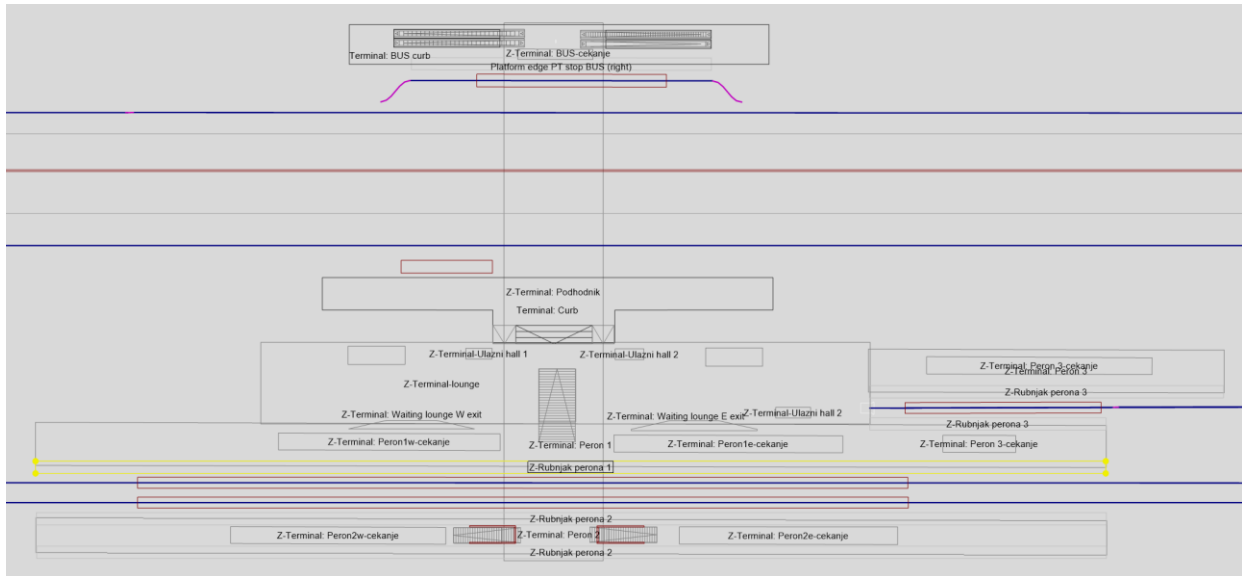 Terminal: BUS curb
Z-Terminal: BUS-cekanje
Platform edge PT stop BUS (right)
Z-Terminal: Podhodnik
Terminal: Curb
Z-Terminal-Ulazni hall 1
Z-Terminal-Ulazni hall 2
Z-Terminal: Peron 3-cekanje
Z-Terminal: Peron 3
Z-Terminal-lounge
Z-Rubnjak perona 3
Z-Terminal: Waiting lounge W exit
Z-Terminal: Waiting lounge E exit
Z-Terminal-Ulazni hall 2
Z-Rubnjak perona 3
Z-Terminal: Peron1w-cekanje
Z-Terminal: Peron 1
Z-Terminal: Peron1e-cekanje
Z-Terminal: Peron 3-cekanje
Z-Rubnjak perona 1
Z-Rubnjak perona 2
Z-Terminal: Peron2w-cekanje
Z-Terminal: Peron 2
Z-Terminal: Peron2e-cekanje
Z-Rubnjak perona 2